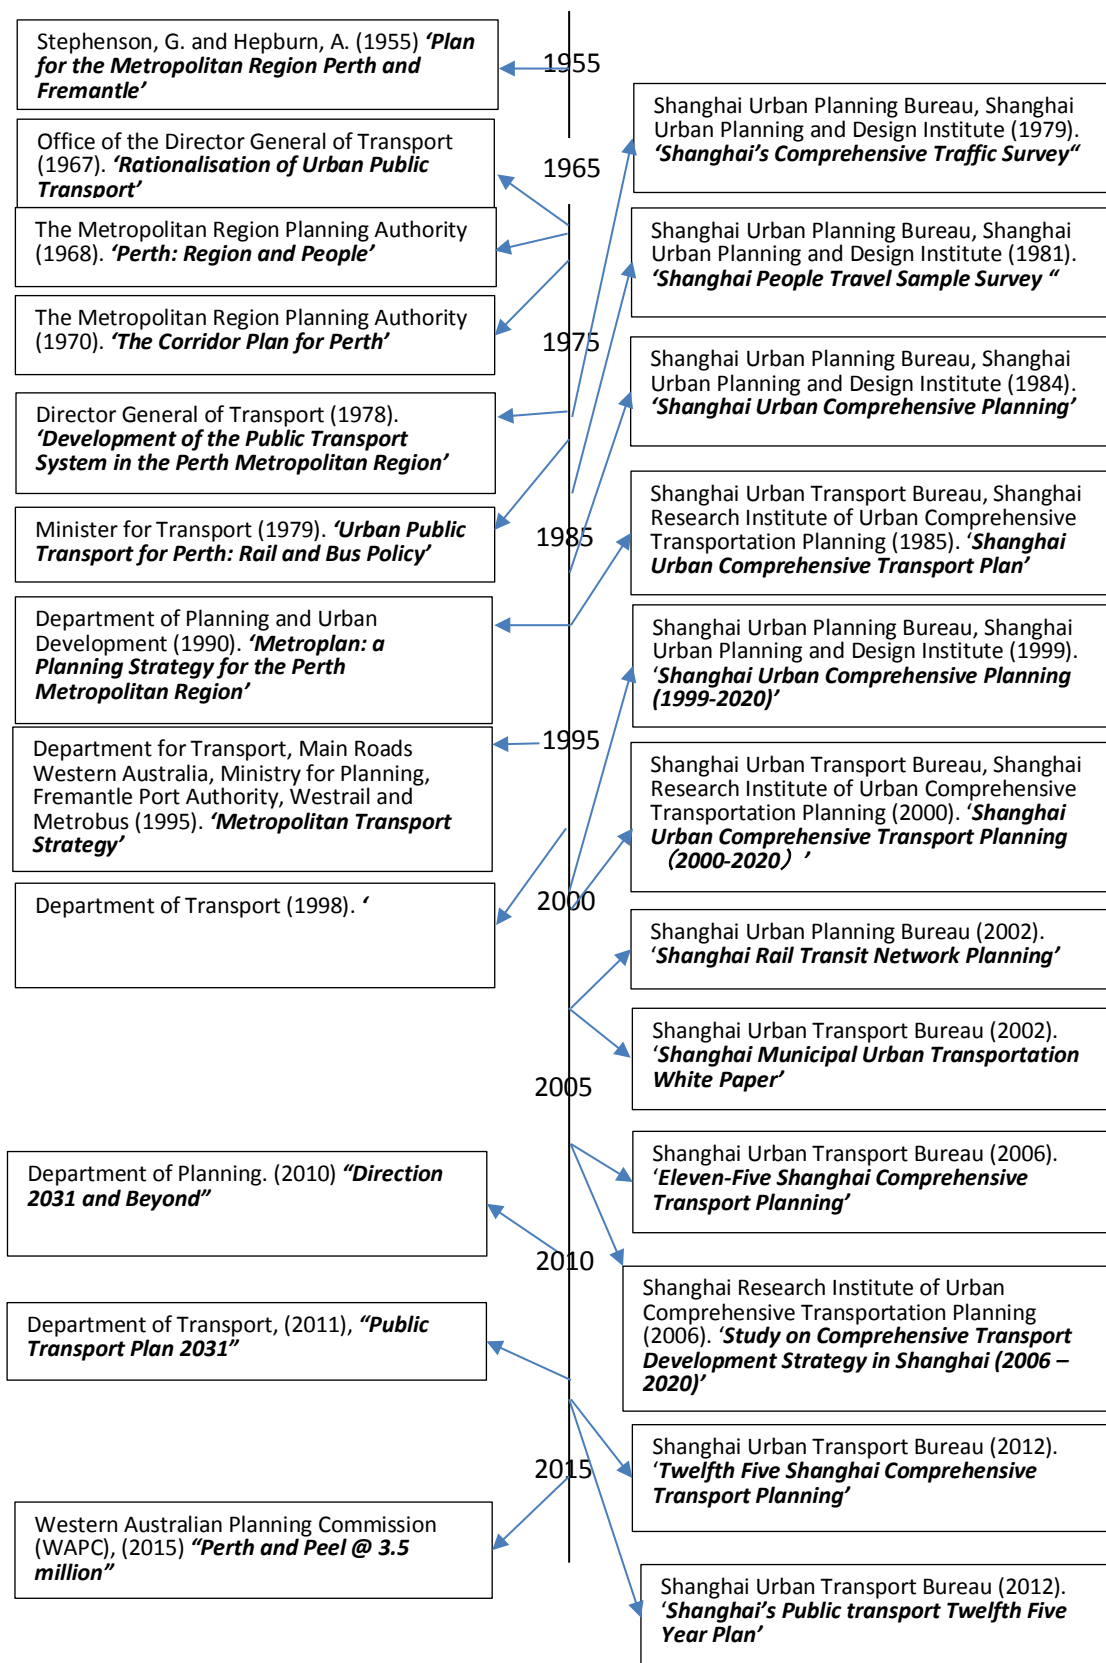 Stephenson, G. and Hepburn, A. (1955) ‘Plan
for the Metropolitan Region Perth and
Fremantle’
Office of the Director General of Transport
(1967). ‘Rationalisation of Urban Public
Transport’
The Metropolitan Region Planning Authority
(1968). ‘Perth: Region and People’
The Metropolitan Region Planning Authority
(1970). ‘The Corridor Plan for Perth’
Director General of Transport (1978).
‘Development of the Public Transport
System in the Perth Metropolitan Region’
Minister for Transport (1979). ‘Urban Public
Transport for Perth: Rail and Bus Policy’
Department of Planning and Urban
Development (1990). ‘Metroplan: a
Planning Strategy for the Perth
Metropolitan Region’
Department for Transport, Main Roads
Western Australia, Ministry for Planning,
Fremantle Port Authority, Westrail and
Metrobus (1995). ‘Metropolitan Transport
Strategy’
Department of Transport (1998). ‘
Department of Planning. (2010) “Direction
2031 and Beyond”
Department of Transport, (2011), “Public
Transport Plan 2031”
Western Australian Planning Commission
(WAPC), (2015) “Perth and Peel @ 3.5
million”
1955
1965
1975
1985
1995
2000
2005
2010
2015
Shanghai Urban Planning Bureau, Shanghai
Urban Planning and Design Institute (1979).
‘Shanghai’s Comprehensive Traffic Survey“
Shanghai Urban Planning Bureau, Shanghai
Urban Planning and Design Institute (1981).
‘Shanghai People Travel Sample Survey “
Shanghai Urban Planning Bureau, Shanghai
Urban Planning and Design Institute (1984).
‘Shanghai Urban Comprehensive Planning’
Shanghai Urban Transport Bureau, Shanghai
Research Institute of Urban Comprehensive
Transportation Planning (1985). ‘Shanghai
Urban Comprehensive Transport Plan’
Shanghai Urban Planning Bureau, Shanghai
Urban Planning and Design Institute (1999).
‘Shanghai Urban Comprehensive Planning
(1999-2020)’
Shanghai Urban Transport Bureau, Shanghai
Research Institute of Urban Comprehensive
Transportation Planning (2000). ‘Shanghai
Urban Comprehensive Transport Planning
（2000-2020）’
Shanghai Urban Planning Bureau (2002).
‘Shanghai Rail Transit Network Planning’
Shanghai Urban Transport Bureau (2002).
‘Shanghai Municipal Urban Transportation
White Paper’
Shanghai Urban Transport Bureau (2006).
‘Eleven-Five Shanghai Comprehensive
Transport Planning’
Shanghai Research Institute of Urban
Comprehensive Transportation Planning
(2006). ‘Study on Comprehensive Transport
Development Strategy in Shanghai (2006 –
2020)’
Shanghai Urban Transport Bureau (2012).
‘Twelfth Five Shanghai Comprehensive
Transport Planning’
Shanghai Urban Transport Bureau (2012).
‘Shanghai’s Public transport Twelfth Five
Year Plan’